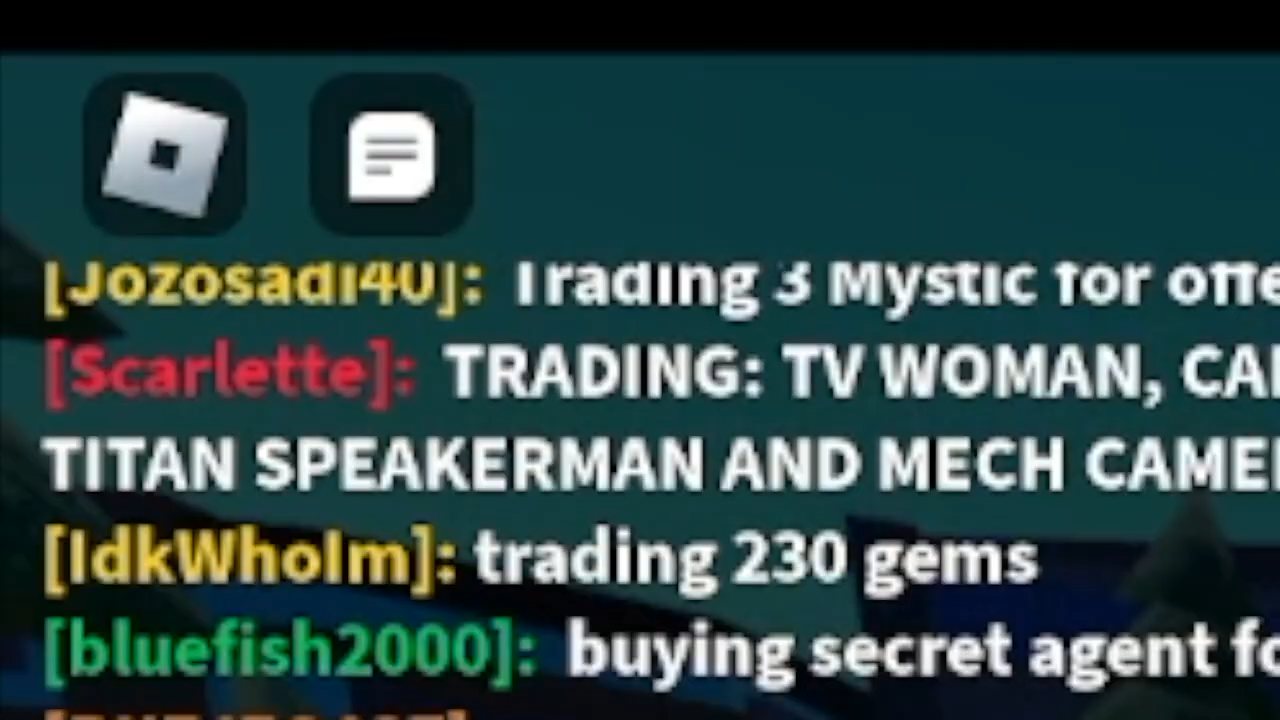 [Jozosadi40]: Trading 3 Mystic for
[Scarlette]: TRADING: TV WOMAN,
TITAN SPEAKERMAN AND MECH
[IdkWhoIm]: trading 230 gems
[bluefish2000]: buying secret agent